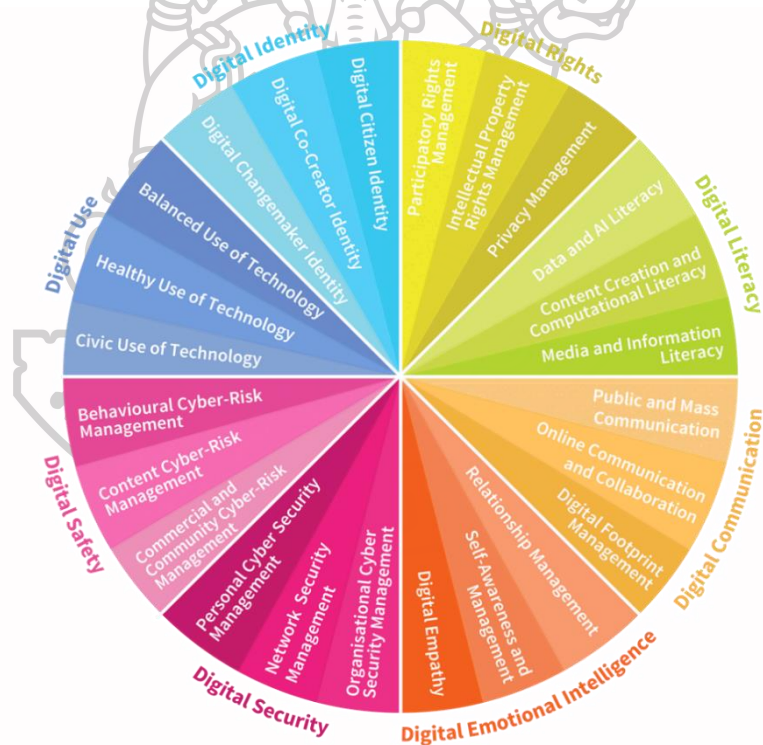 Digital Identity
Digital Citizen Identity
Digital Co-Creator Identity
Digital Changemaker Identity
Digital Rights
Participatory Rights
Management
Intellectual Property
Rights Management
Privacy Management
Digital Literacy
Data and AI Literacy
Content Creation and
Computational Literacy
Media and Information
Literacy
Digital Communication
Public and Mass
Communication
Online Communication
and Collaboration
Digital Footprint
Management
Digital Emotional Intelligence
Relationship Management
Self-Awareness and
Management
Digital Empathy
Digital Security
Organisational Cyber
Security Management
Network Security
Management
Personal Cyber Security
Management
Digital Safety
Commercial and
Community Cyber-Risk
Management
Content Cyber-Risk
Management
Behavioural Cyber-Risk
Management
Digital Use
Civic Use of Technology
Healthy Use of Technology
Balanced Use of Technology